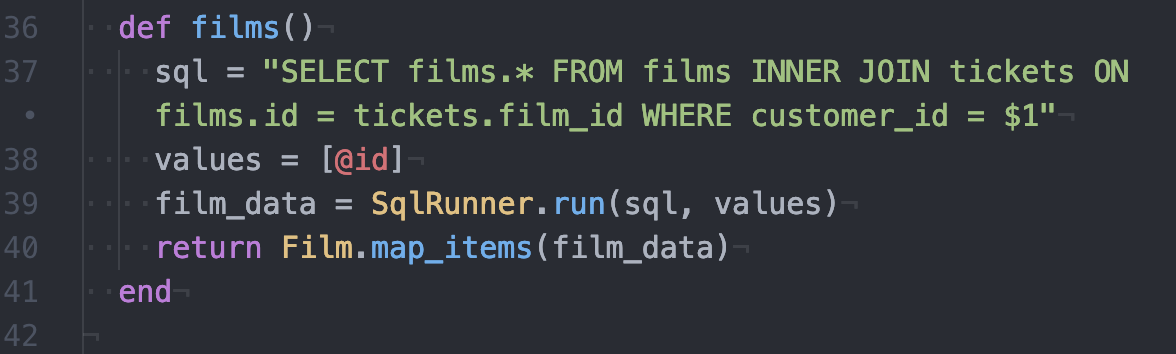 36 def films()
37 sql = "SELECT films.* FROM films INNER JOIN tickets ON
• films.id = tickets.film_id WHERE customer_id = $1"
38 values = [@id]
39 film_data = SqlRunner.run(sql, values)
40 return Film.map_items(film_data)
41 end
42